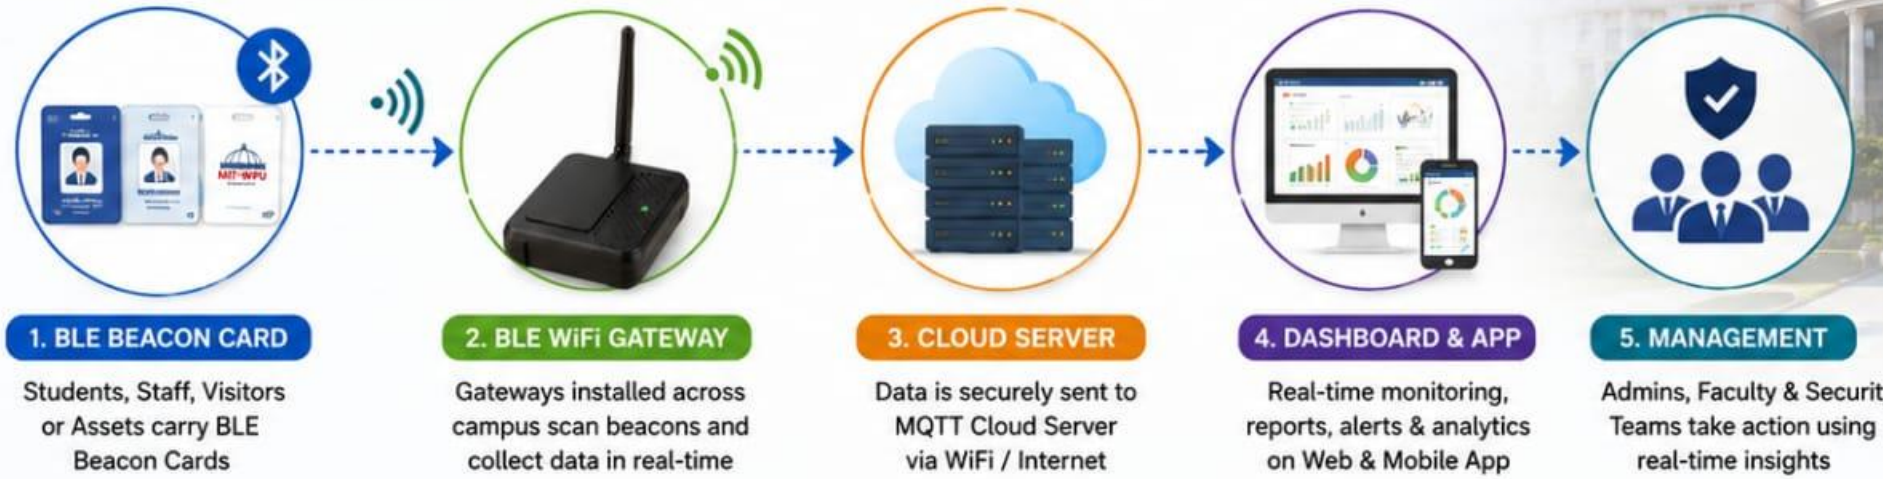 MIT-WPU
1. BLE BEACON CARD
Students, Staff, Visitors
or Assets carry BLE
Beacon Cards
2. BLE WiFi GATEWAY
Gateways installed across
campus scan beacons and
collect data in real-time
3. CLOUD SERVER
Data is securely sent to
MQTT Cloud Server
via WiFi / Internet
4. DASHBOARD & APP
Real-time monitoring,
reports, alerts & analytics
on Web & Mobile App
5. MANAGEMENT
Admins, Faculty & Securit
Teams take action using
real-time insights